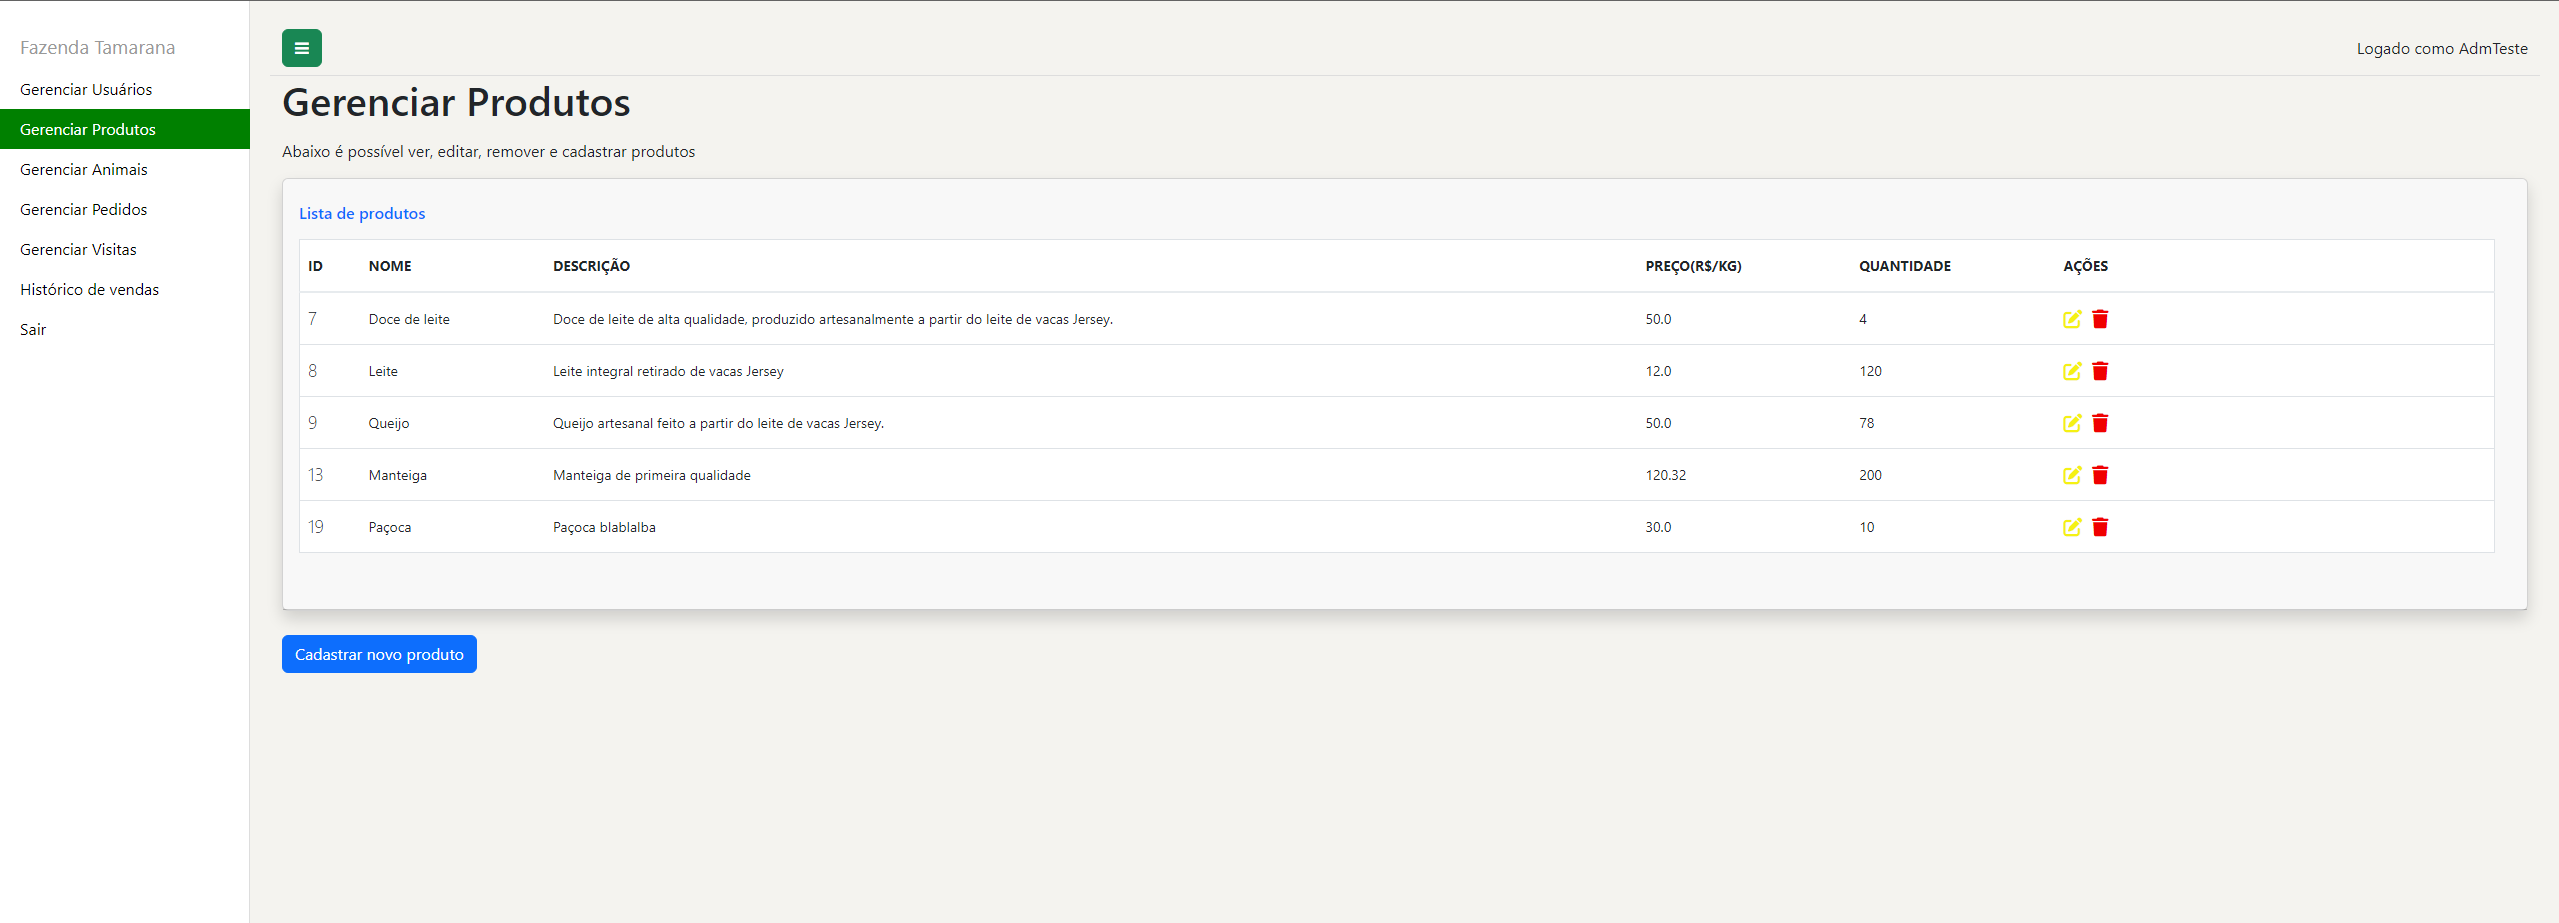 Fazenda Tamarana
Gerenciar Usuários
Gerenciar Produtos
Gerenciar Animais
Gerenciar Pedidos
Gerenciar Visitas
Histórico de vendas
Sair
Logado como AdmTeste
Gerenciar Produtos
Abaixo é possível ver, editar, remover e cadastrar produtos
Lista de produtos
ID NOME DESCRIÇÃO PREÇO(R$/KG) QUANTIDADE AÇÕES
7 Doce de leite Doce de leite de alta qualidade, produzido artesanalmente a partir do leite de vacas Jersey. 50.0 4
8 Leite Leite integral retirado de vacas Jersey 12.0 120
9 Queijo Queijo artesanal feito a partir do leite de vacas Jersey. 50.0 78
13 Manteiga Manteiga de primeira qualidade 120.32 200
19 Paçoca Paçoca blablalba 30.0 10
Cadastrar novo produto